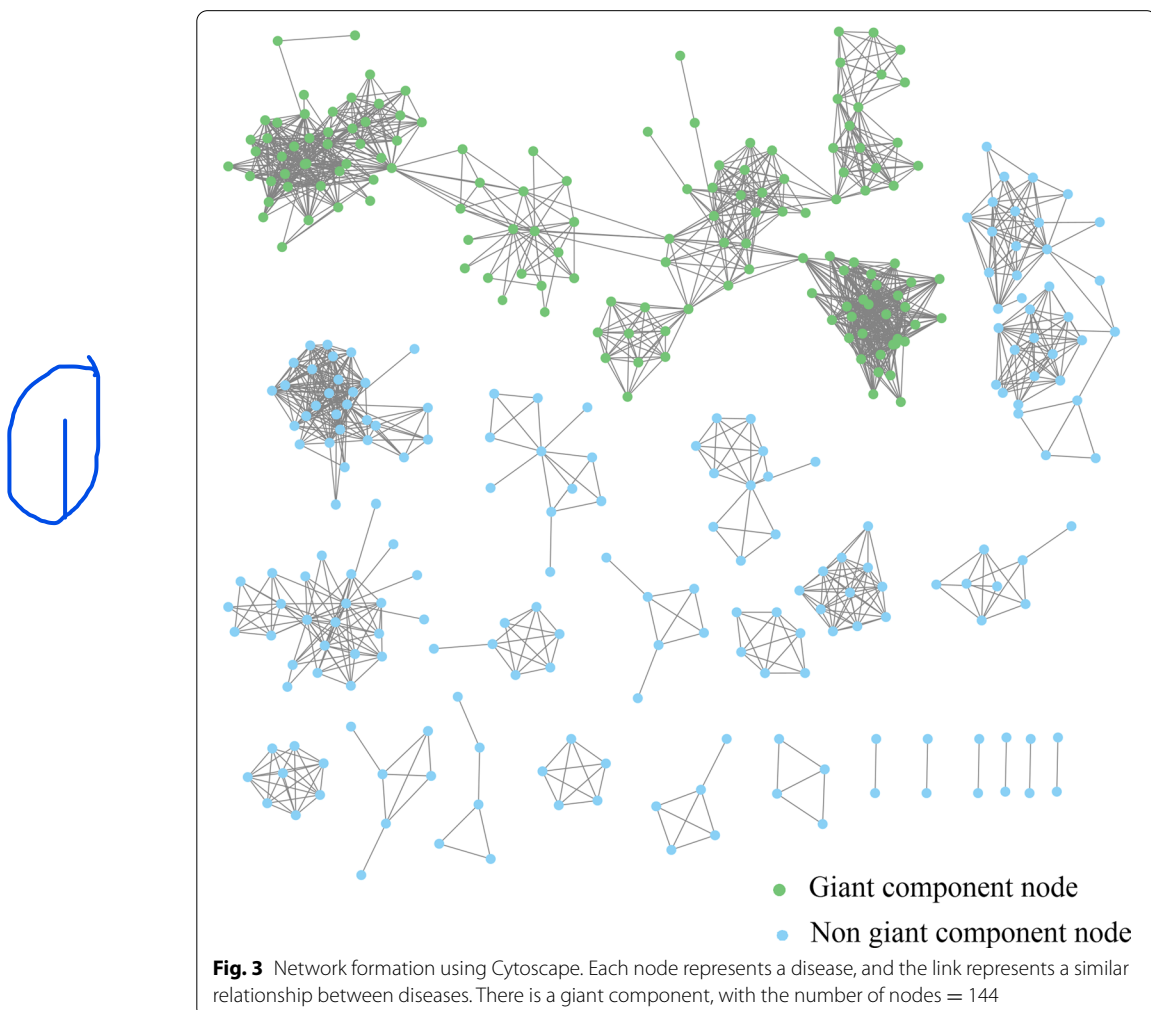 Giant component node
Non giant component node
Fig. 3 Network formation using Cytoscape. Each node represents a disease, and the link represents a similar
relationship between diseases. There is a giant component, with the number of nodes = 144